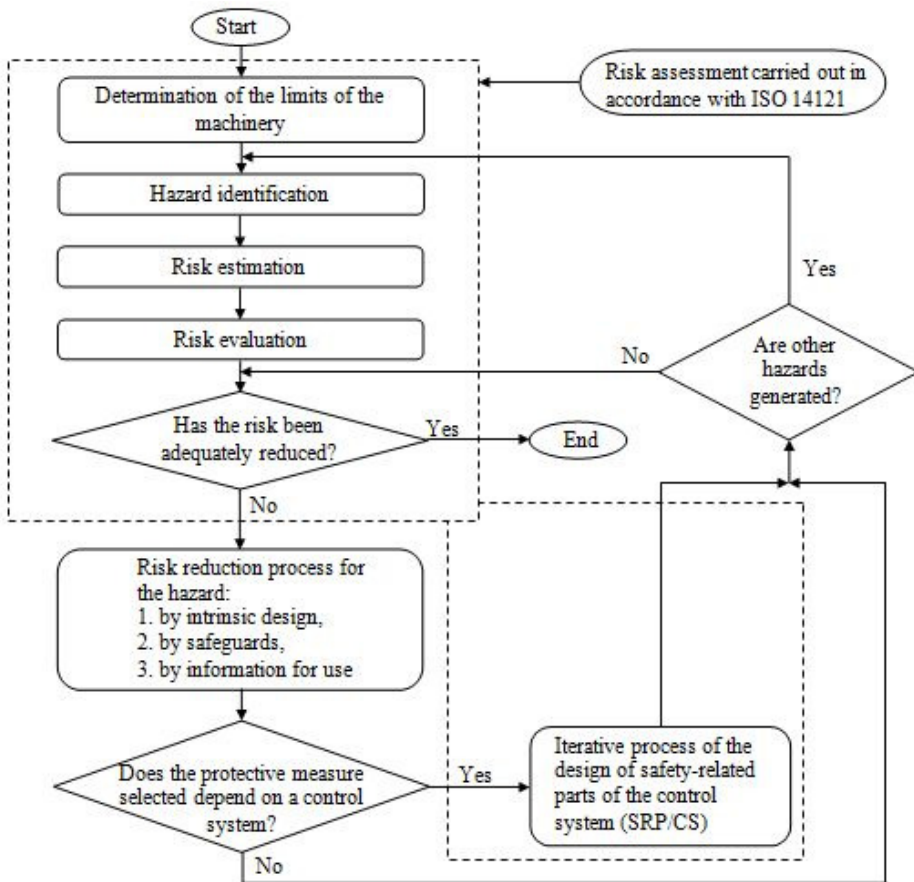 Start
Risk assessment carried out in
accordance with ISO 14121
Determination of the limits of the
machinery
Hazard identification
Risk estimation
Risk evaluation
Yes
No
Are other
hazards
generated?
Has the risk been
adequately reduced?
Yes
End
No
Risk reduction process for
the hazard:
1. by intrinsic design,
2. by safeguards,
3. by information for use
Does the protective measure
selected depend on a control
system?
Yes
Iterative process of the
design of safety-related
parts of the control
system (SRP/CS)
No